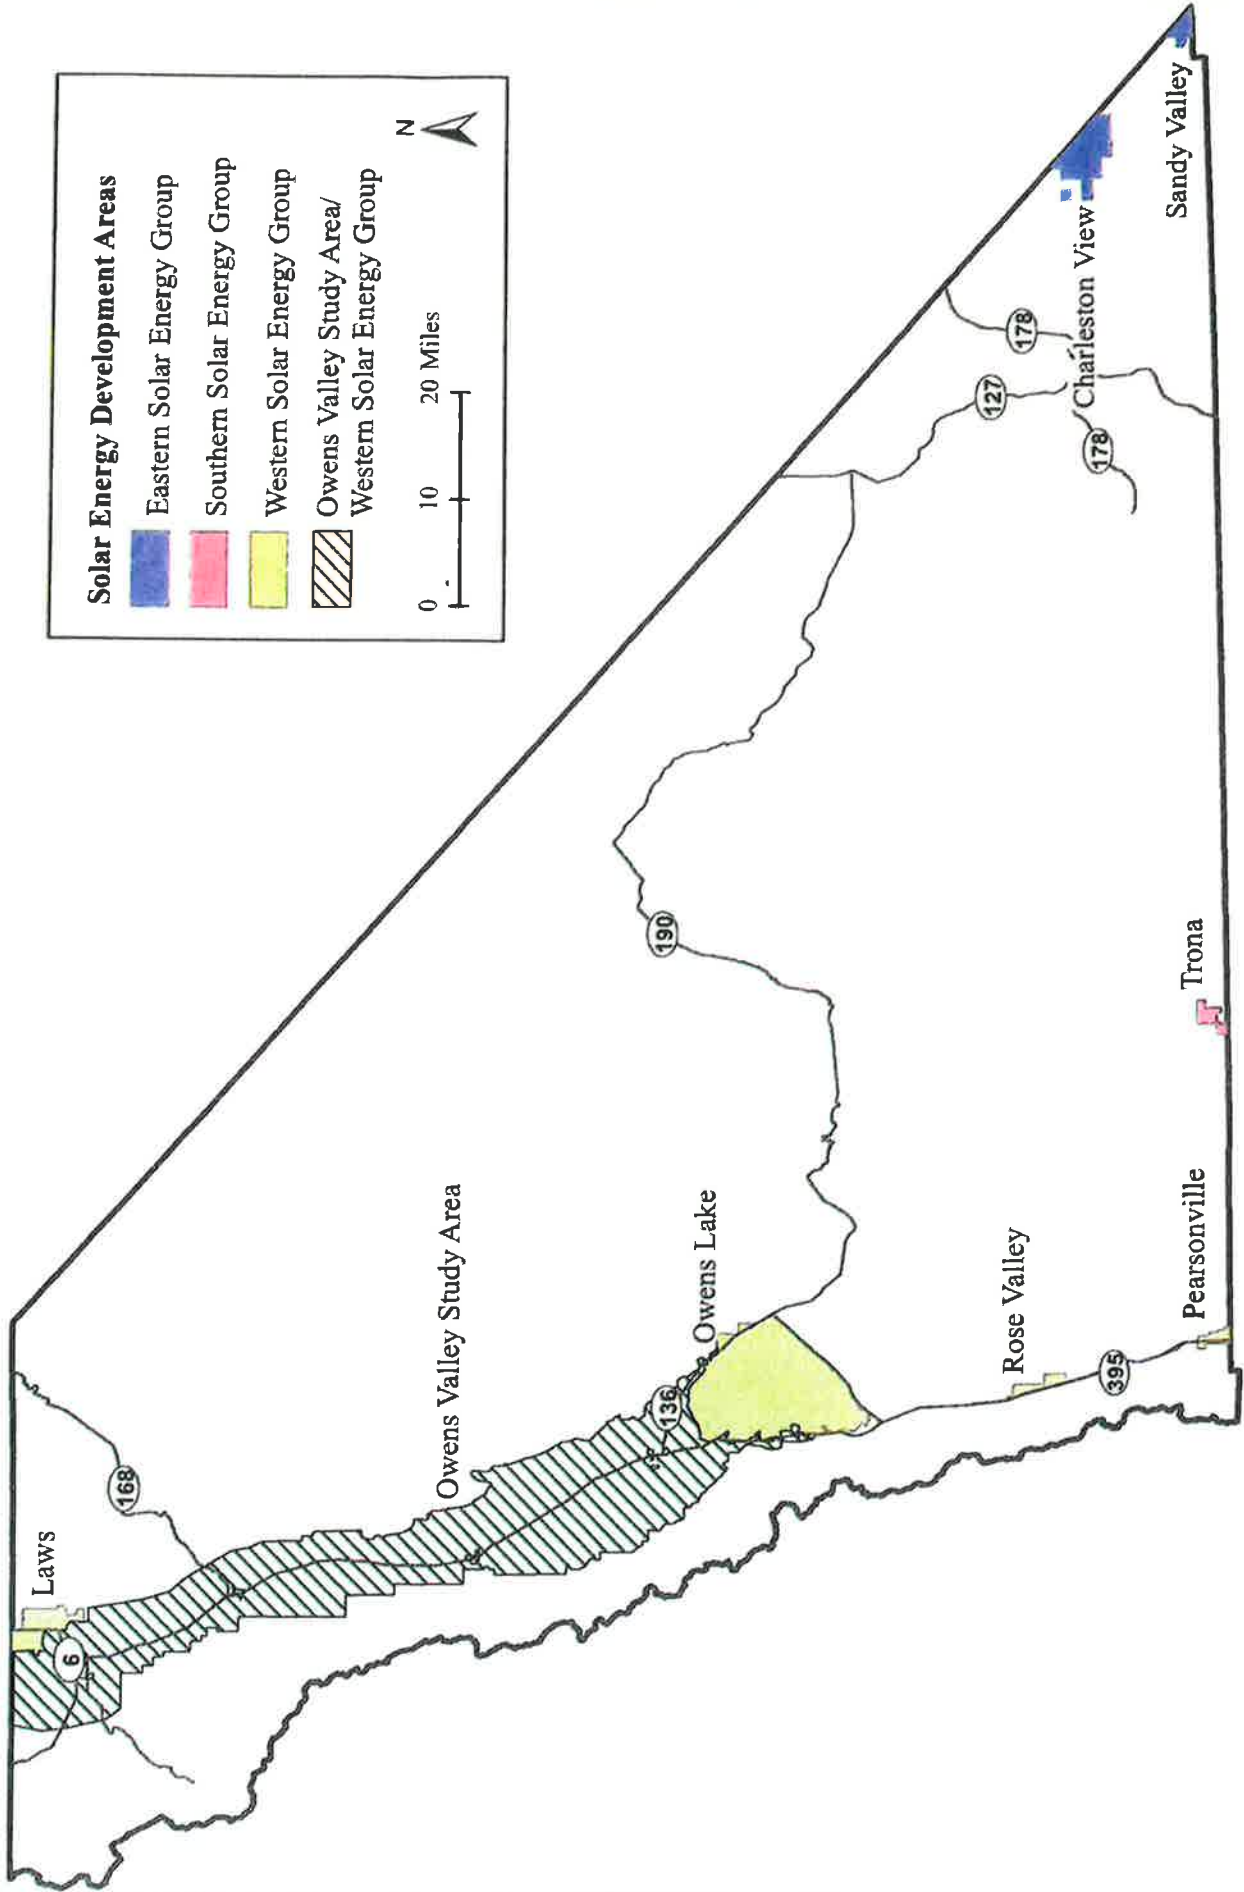 Solar Energy Development Areas
Eastern Solar Energy Group
Southern Solar Energy Group
Western Solar Energy Group
Owens Valley Study Area/
Western Solar Energy Group
0 10 20 Miles
N
Laws
6
168
Owens Valley Study Area
136
Owens Lake
190
Rose Valley
395
Pearsonville
Trona
127
178
178
Charleston View
Sandy Valley